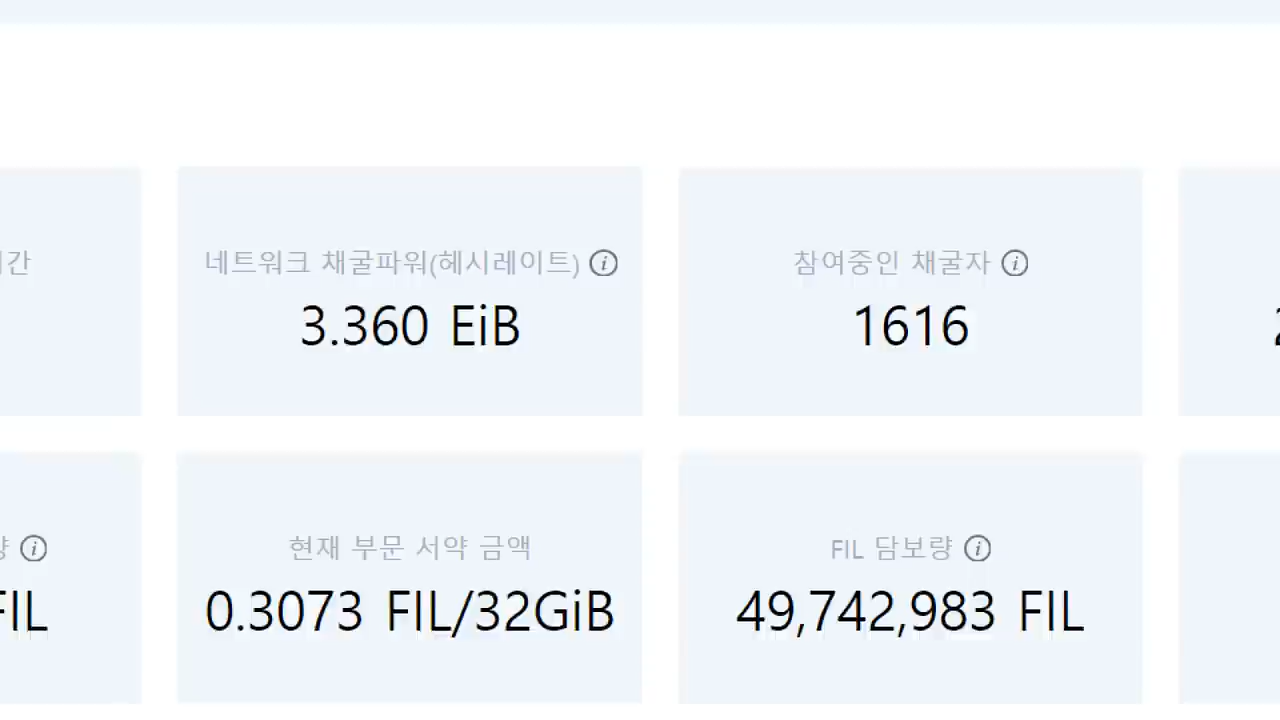 간
네트워크 채굴파워(헤시레이트)
3.360 EiB
참여중인 채굴자
1616
FIL
현재 부문 서약 금액
0.3073 FIL/32GiB
FIL 담보량
49,742,983 FIL